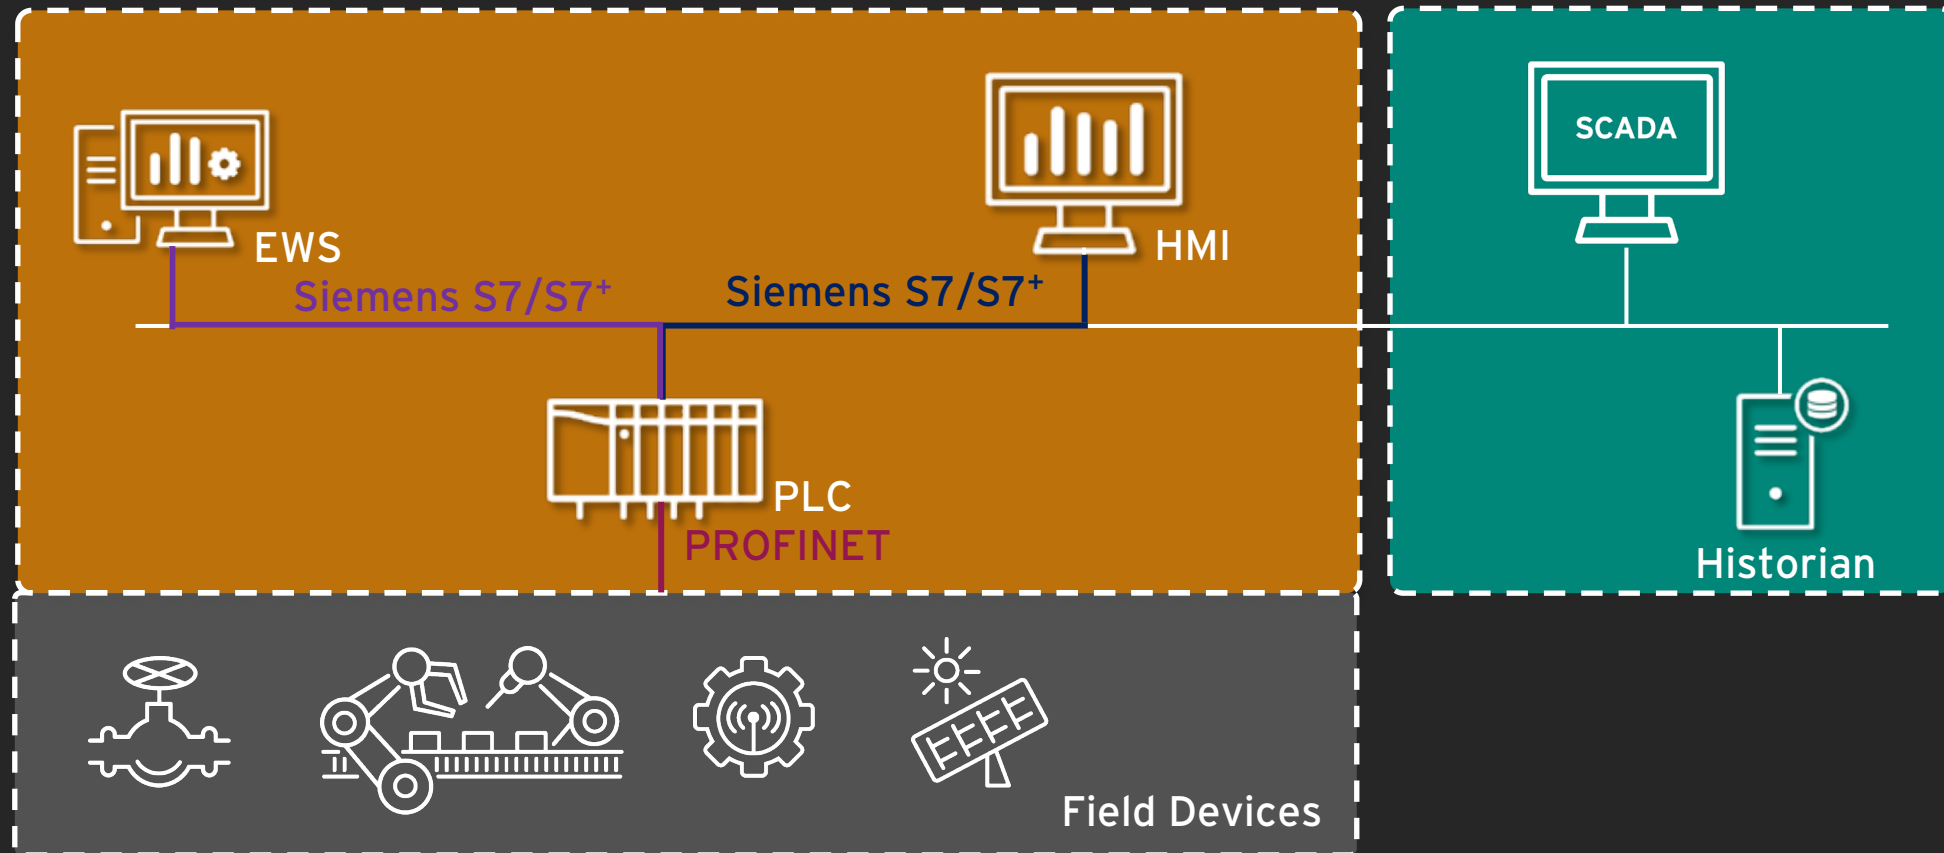 SCADA
EWS
HMI
Siemens S7/S7⁺
Siemens S7/S7⁺
PLC
PROFINET
Historian
Field Devices